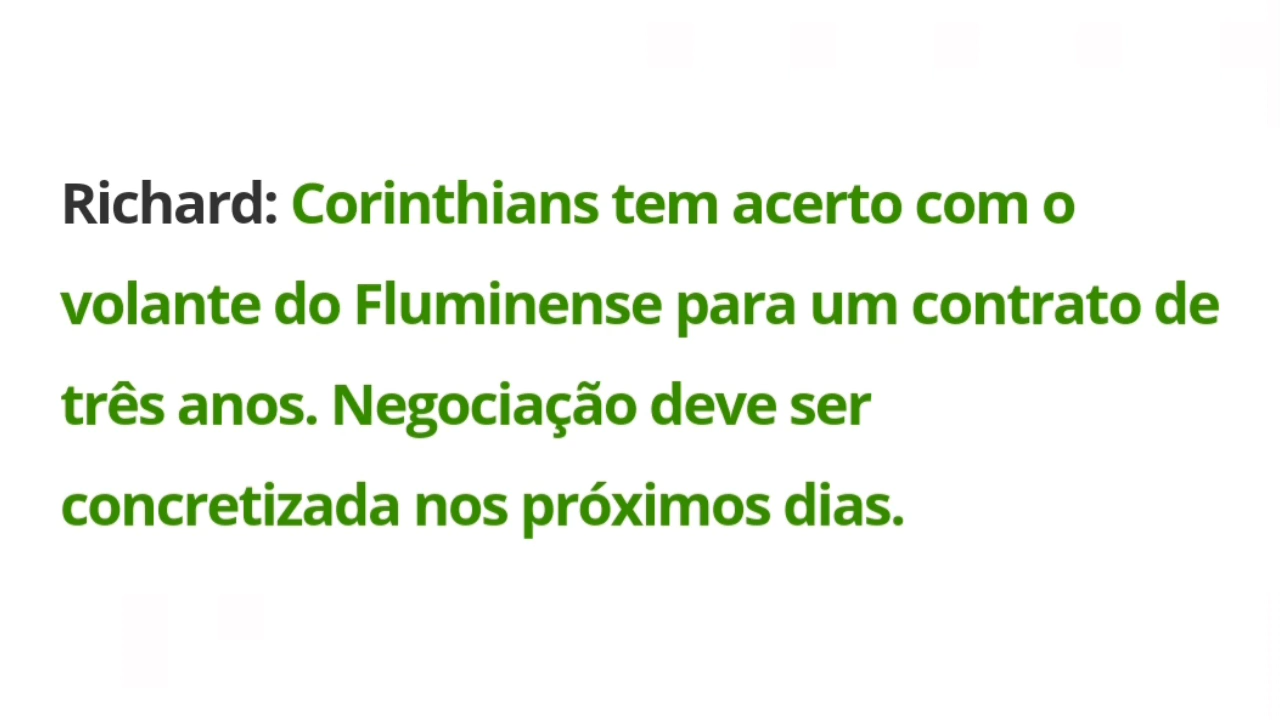 Richard: Corinthians tem acerto com o
volante do Fluminense para um contrato de
três anos. Negociação deve ser
concretizada nos próximos dias.